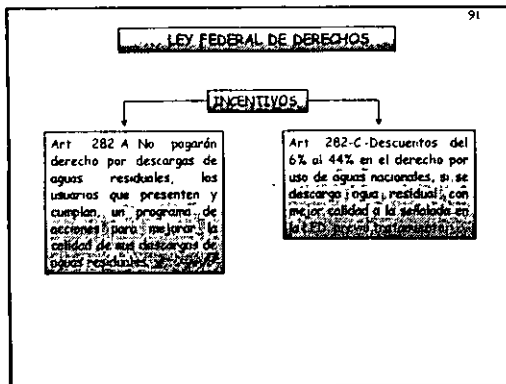 91
LEY FEDERAL DE DERECHOS
INCENTIVOS
Art 282 A No pagarán
derecho por descargas de
aguas residuales, los
usuarios que presenten y
cumplan, un programa de
acciones para mejorar la
calidad de sus descargas de
aguas residuales,
Art 282-C-Descuentos del
6% al 44% en el derecho por
uso de aguas nacionales, si se
descarga agua residual con
mejor calidad a la señalada en
la LFD, previo tratamiento